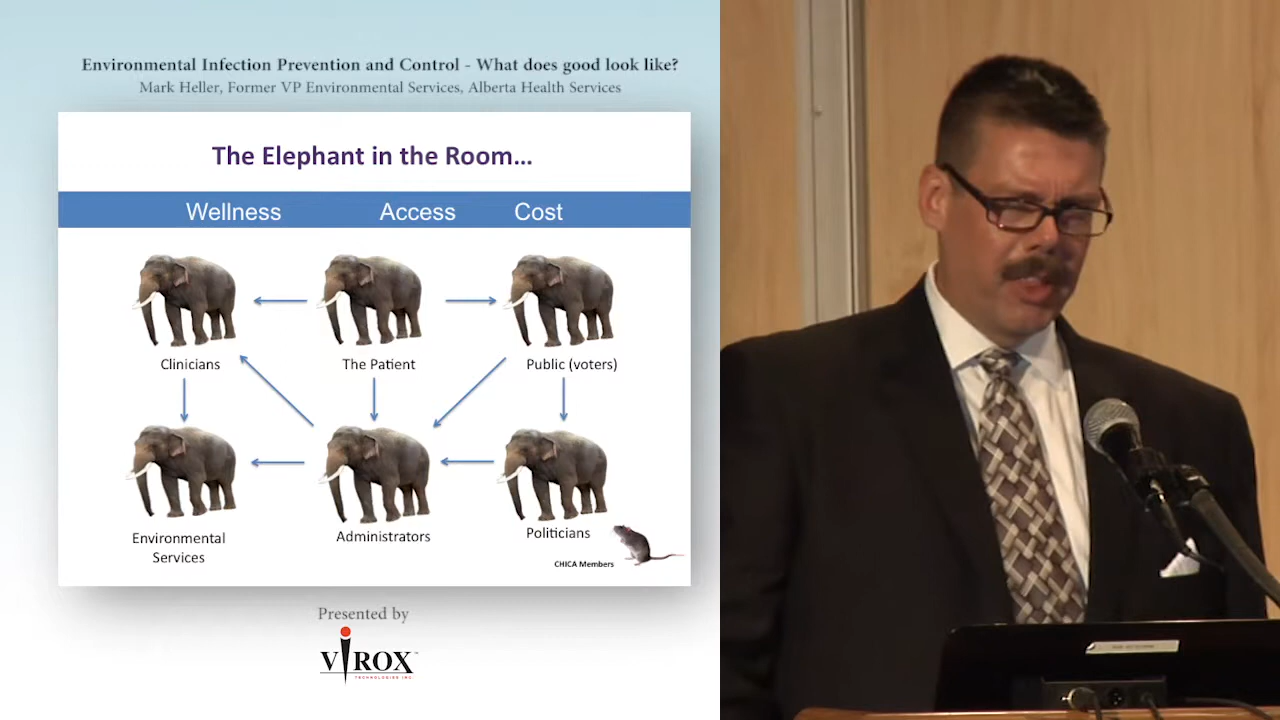 Environmental Infection Prevention and Control - What does good look like?
Mark Heller, Former VP Environmental Services, Alberta Health Services
The Elephant in the Room...
Wellness Access Cost
Clinicians The Patient Public (voters)
Environmental
Services
Administrators
Politicians
CHICA Members
Presented by
VIROX
TECHNOLOGIES INC.